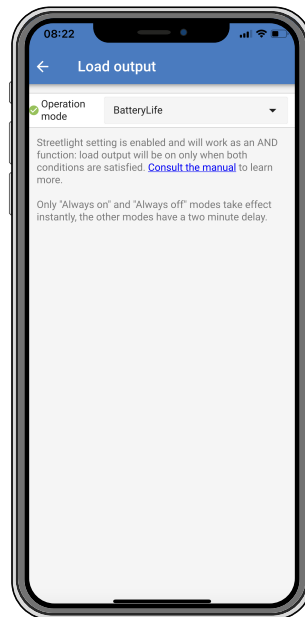 08:22
Load output
Operation
mode
BatteryLife
Streetlight setting is enabled and will work as an AND
function: load output will be on only when both
conditions are satisfied. Consult the manual to learn
more.
Only "Always on" and "Always off" modes take effect
instantly, the other modes have a two minute delay.